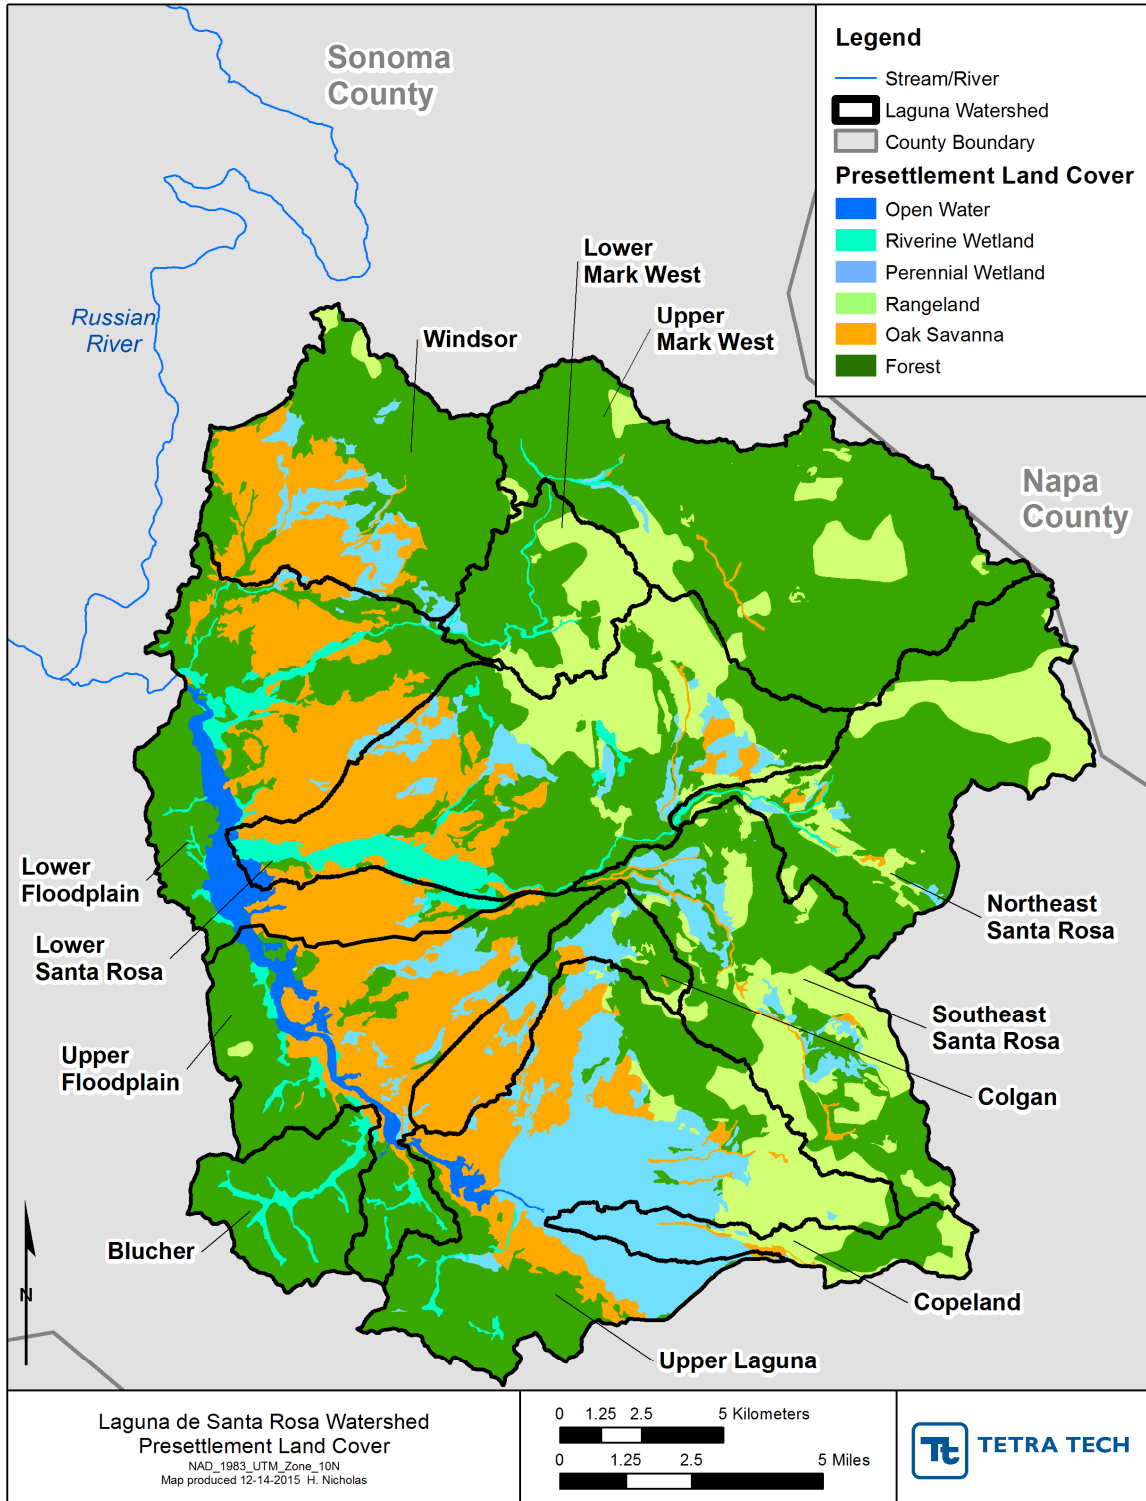 Sonoma
County
Legend
Stream/River
Laguna Watershed
County Boundary
Presettlement Land Cover
Open Water
Riverine Wetland
Perennial Wetland
Rangeland
Oak Savanna
Forest
Lower
Mark West
Upper
Mark West
Russian
River
Windsor
Napa
County
Lower
Floodplain
Lower
Santa Rosa
Northeast
Santa Rosa
Southeast
Santa Rosa
Upper
Floodplain
Colgan
Blucher
Copeland
Upper Laguna
N
Laguna de Santa Rosa Watershed
Presettlement Land Cover
NAD_1983_UTM_Zone_10N
Map produced 12-14-2015 H. Nicholas
0 1.25 2.5 5 Kilometers
0 1.25 2.5 5 Miles
Tt TETRA TECH